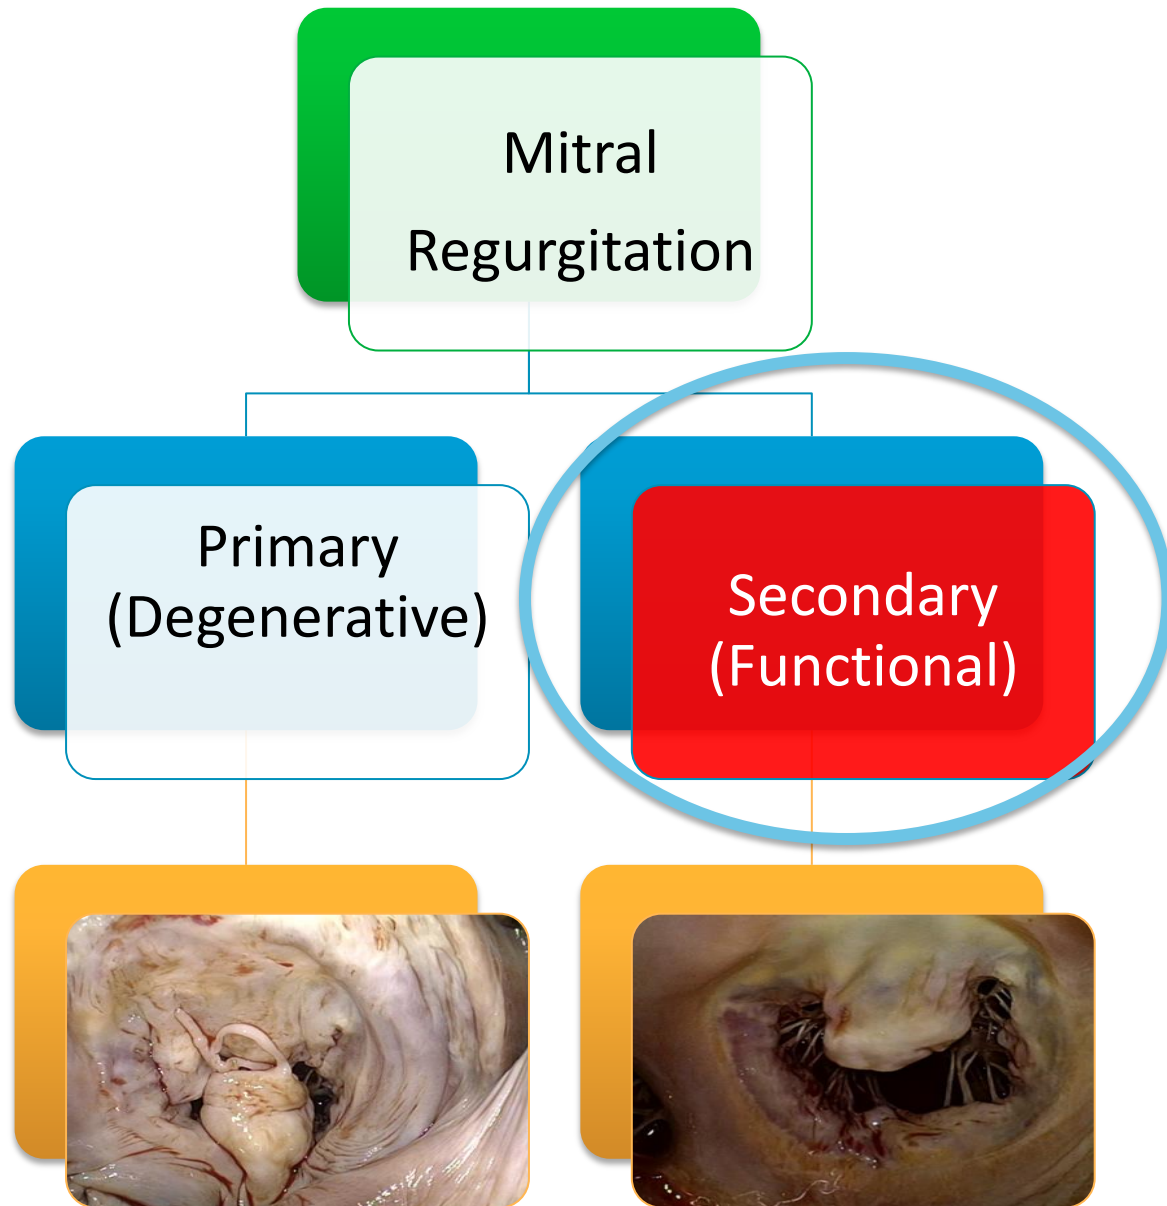 Mitral
Regurgitation
Primary
(Degenerative)
Secondary
(Functional)